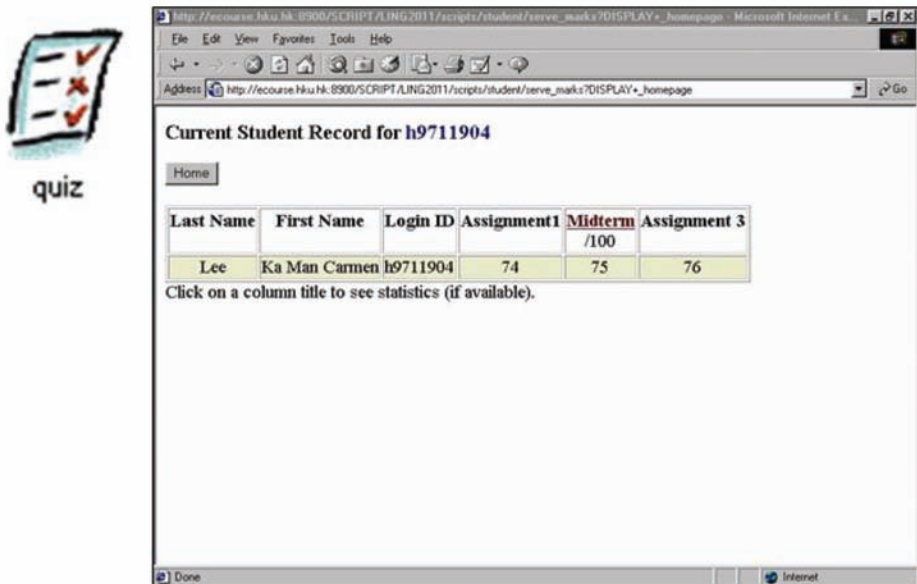 http://ecourse.hku.hk:8900/SCRIPT/LING2011/scripts/student/serve_marks?DISPLAY+_homepage - Microsoft Internet Ex...
File Edit View Favorites Tools Help
Address http://ecourse.hku.hk:8900/SCRIPT/LING2011/scripts/student/serve_marks?DISPLAY+_homepage Go
Current Student Record for h9711904
Home
quiz
Last Name First Name Login ID Assignment1 Midterm Assignment 3
/100
Lee Ka Man Carmen h9711904 74 75 76
Click on a column title to see statistics (if available).
Done Internet